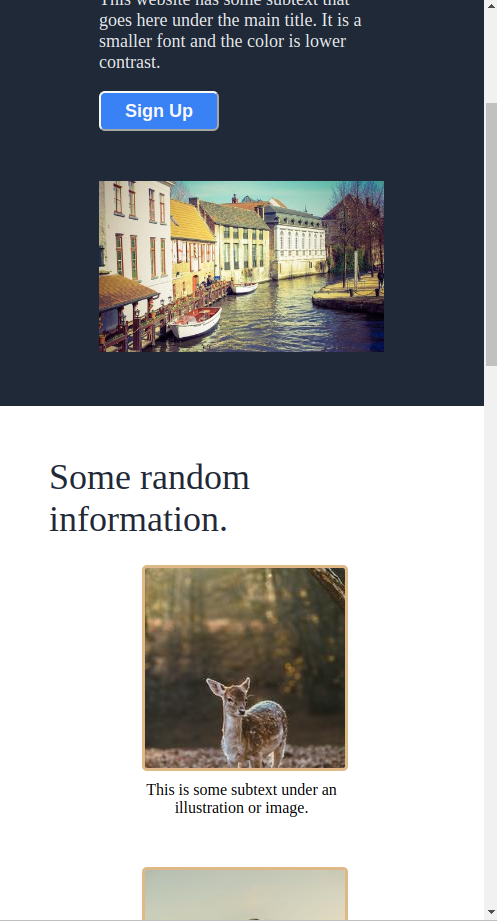 This website has some subtext that
goes here under the main title. It is a
smaller font and the color is lower
contrast.
Sign Up
Some random
information.
This is some subtext under an
illustration or image.